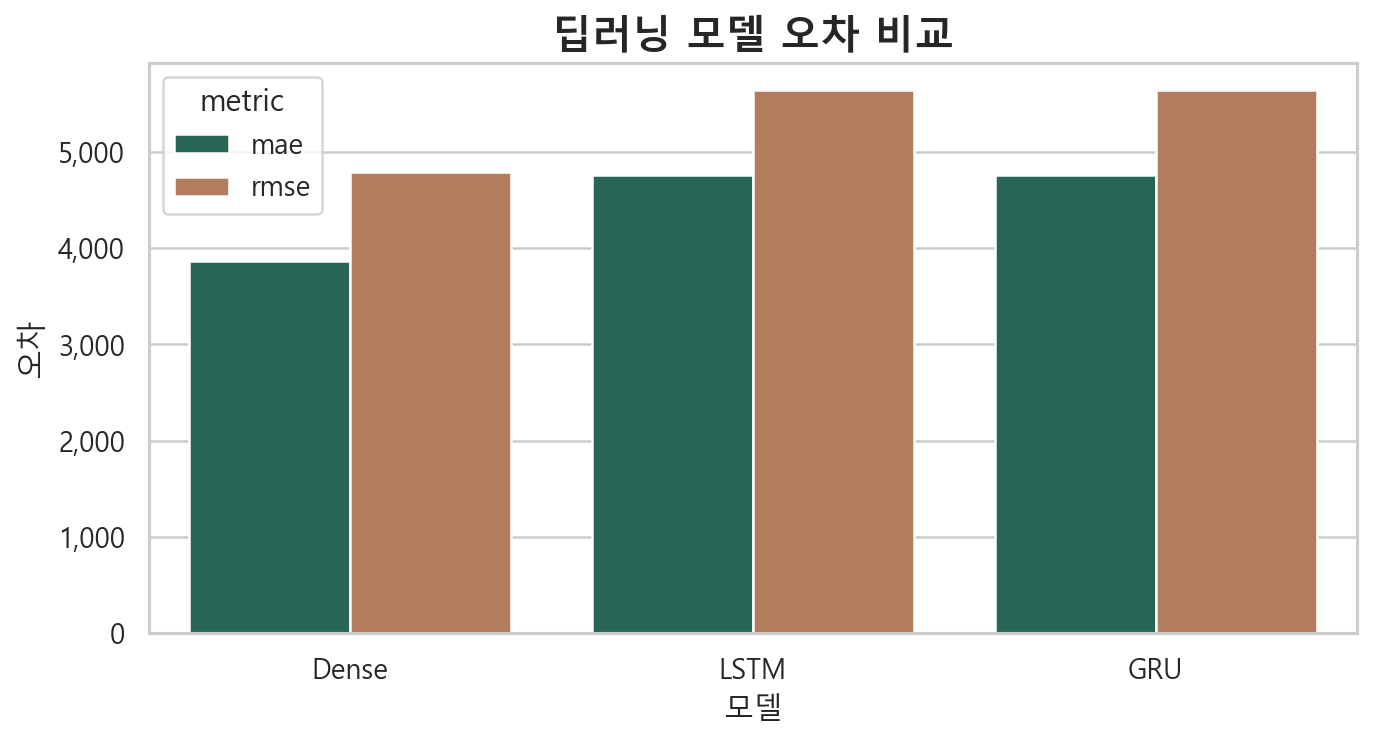 딥러닝 모델 오차 비교
metric
mae
rmse
오차
5,000
4,000
3,000
2,000
1,000
0
Dense LSTM GRU
모델